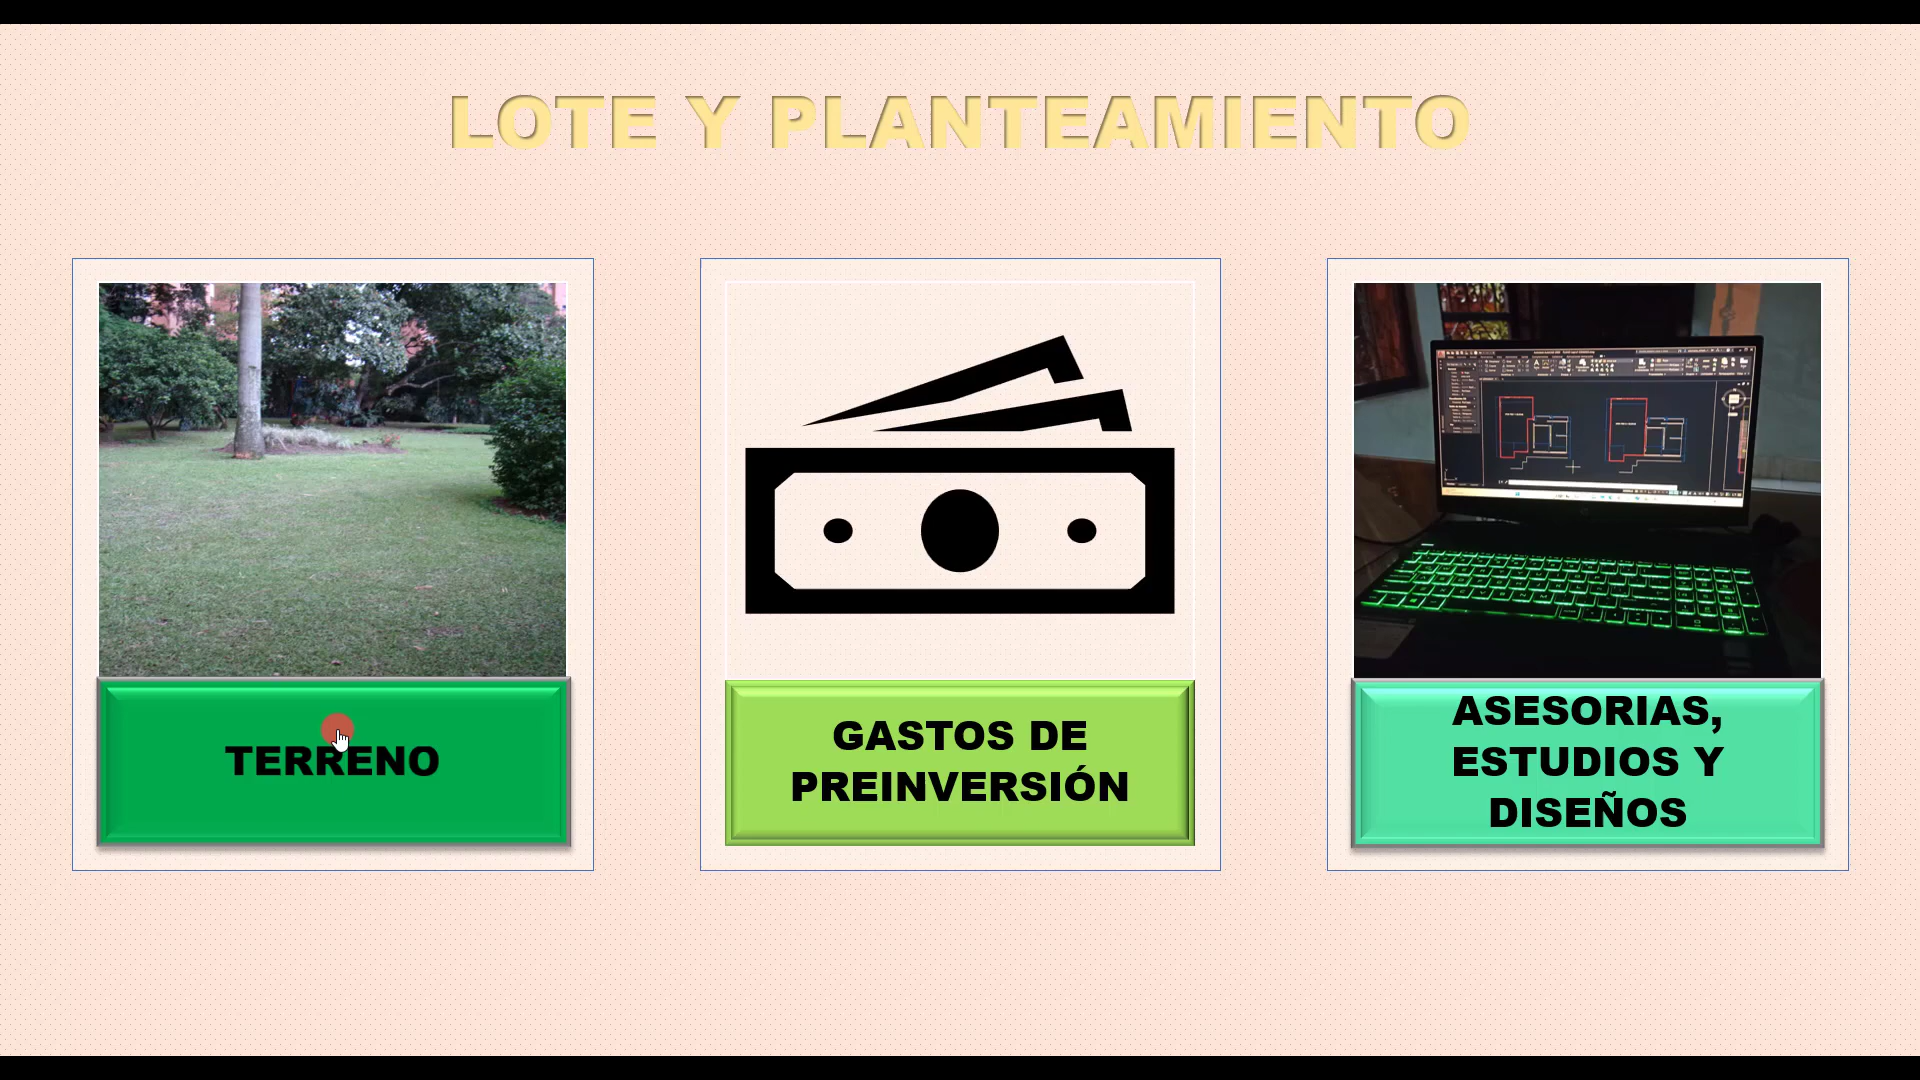 LOTE Y PLANTEAMIENTO
TERRENO
GASTOS DE
PREINVERSIÓN
ASESORIAS,
ESTUDIOS Y
DISEÑOS